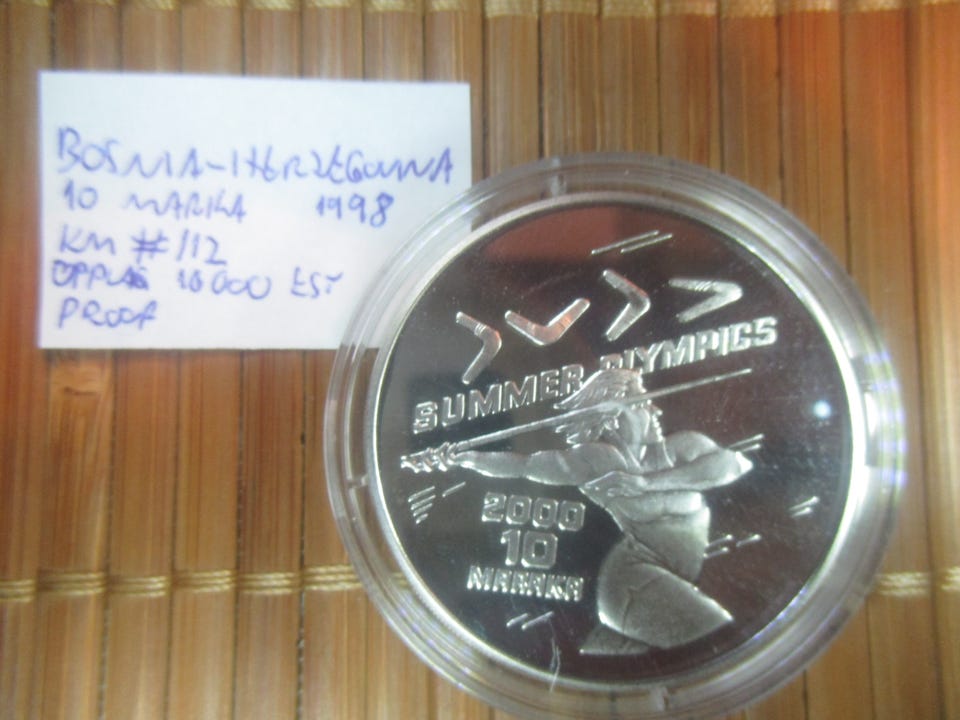 BOSNIA-HERZEGOVINA
10 MARKA 1998
KM #112
OPPLAG 10 000 EST
PROOF
SUMMER OLYMPICS
2000
10
MARAKA